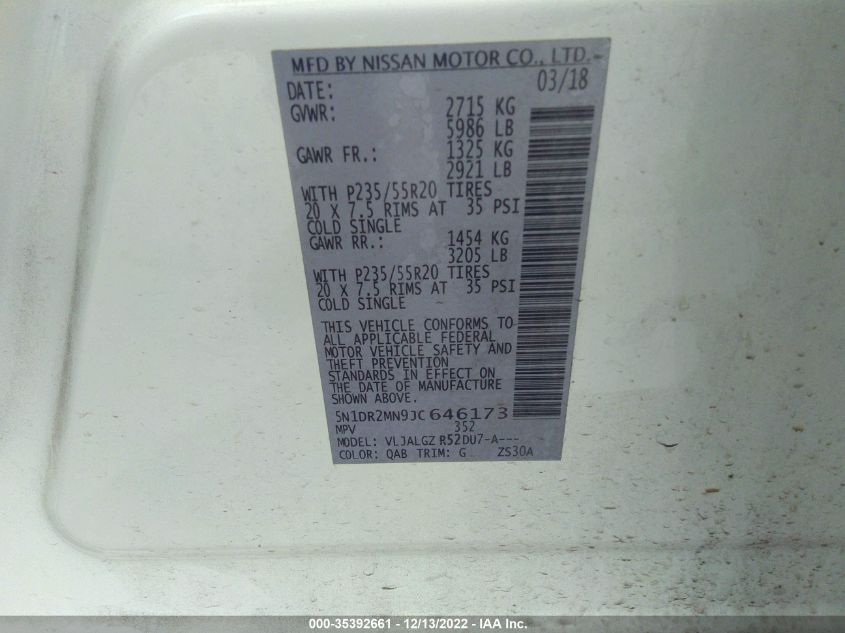 MFD BY NISSAN MOTOR CO., LTD.
DATE: 03/18
GVWR: 2715 KG
5986 LB
GAWR FR.: 1325 KG
2921 LB
WITH P235/55R20 TIRES
20 X 7.5 RIMS AT 35 PSI
COLD SINGLE
GAWR RR.: 1454 KG
3205 LB
WITH P235/55R20 TIRES
20 X 7.5 RIMS AT 35 PSI
COLD SINGLE
THIS VEHICLE CONFORMS TO
ALL APPLICABLE FEDERAL
MOTOR VEHICLE SAFETY AND
THEFT PREVENTION
STANDARDS IN EFFECT ON
THE DATE OF MANUFACTURE
SHOWN ABOVE.
5N1DR2MN9JC646173
MPV 352
MODEL: VLJALGZ R52DU7-A---
COLOR: QAB TRIM: G ZS30A
000-35392661 - 12/13/2022 - IAA Inc.